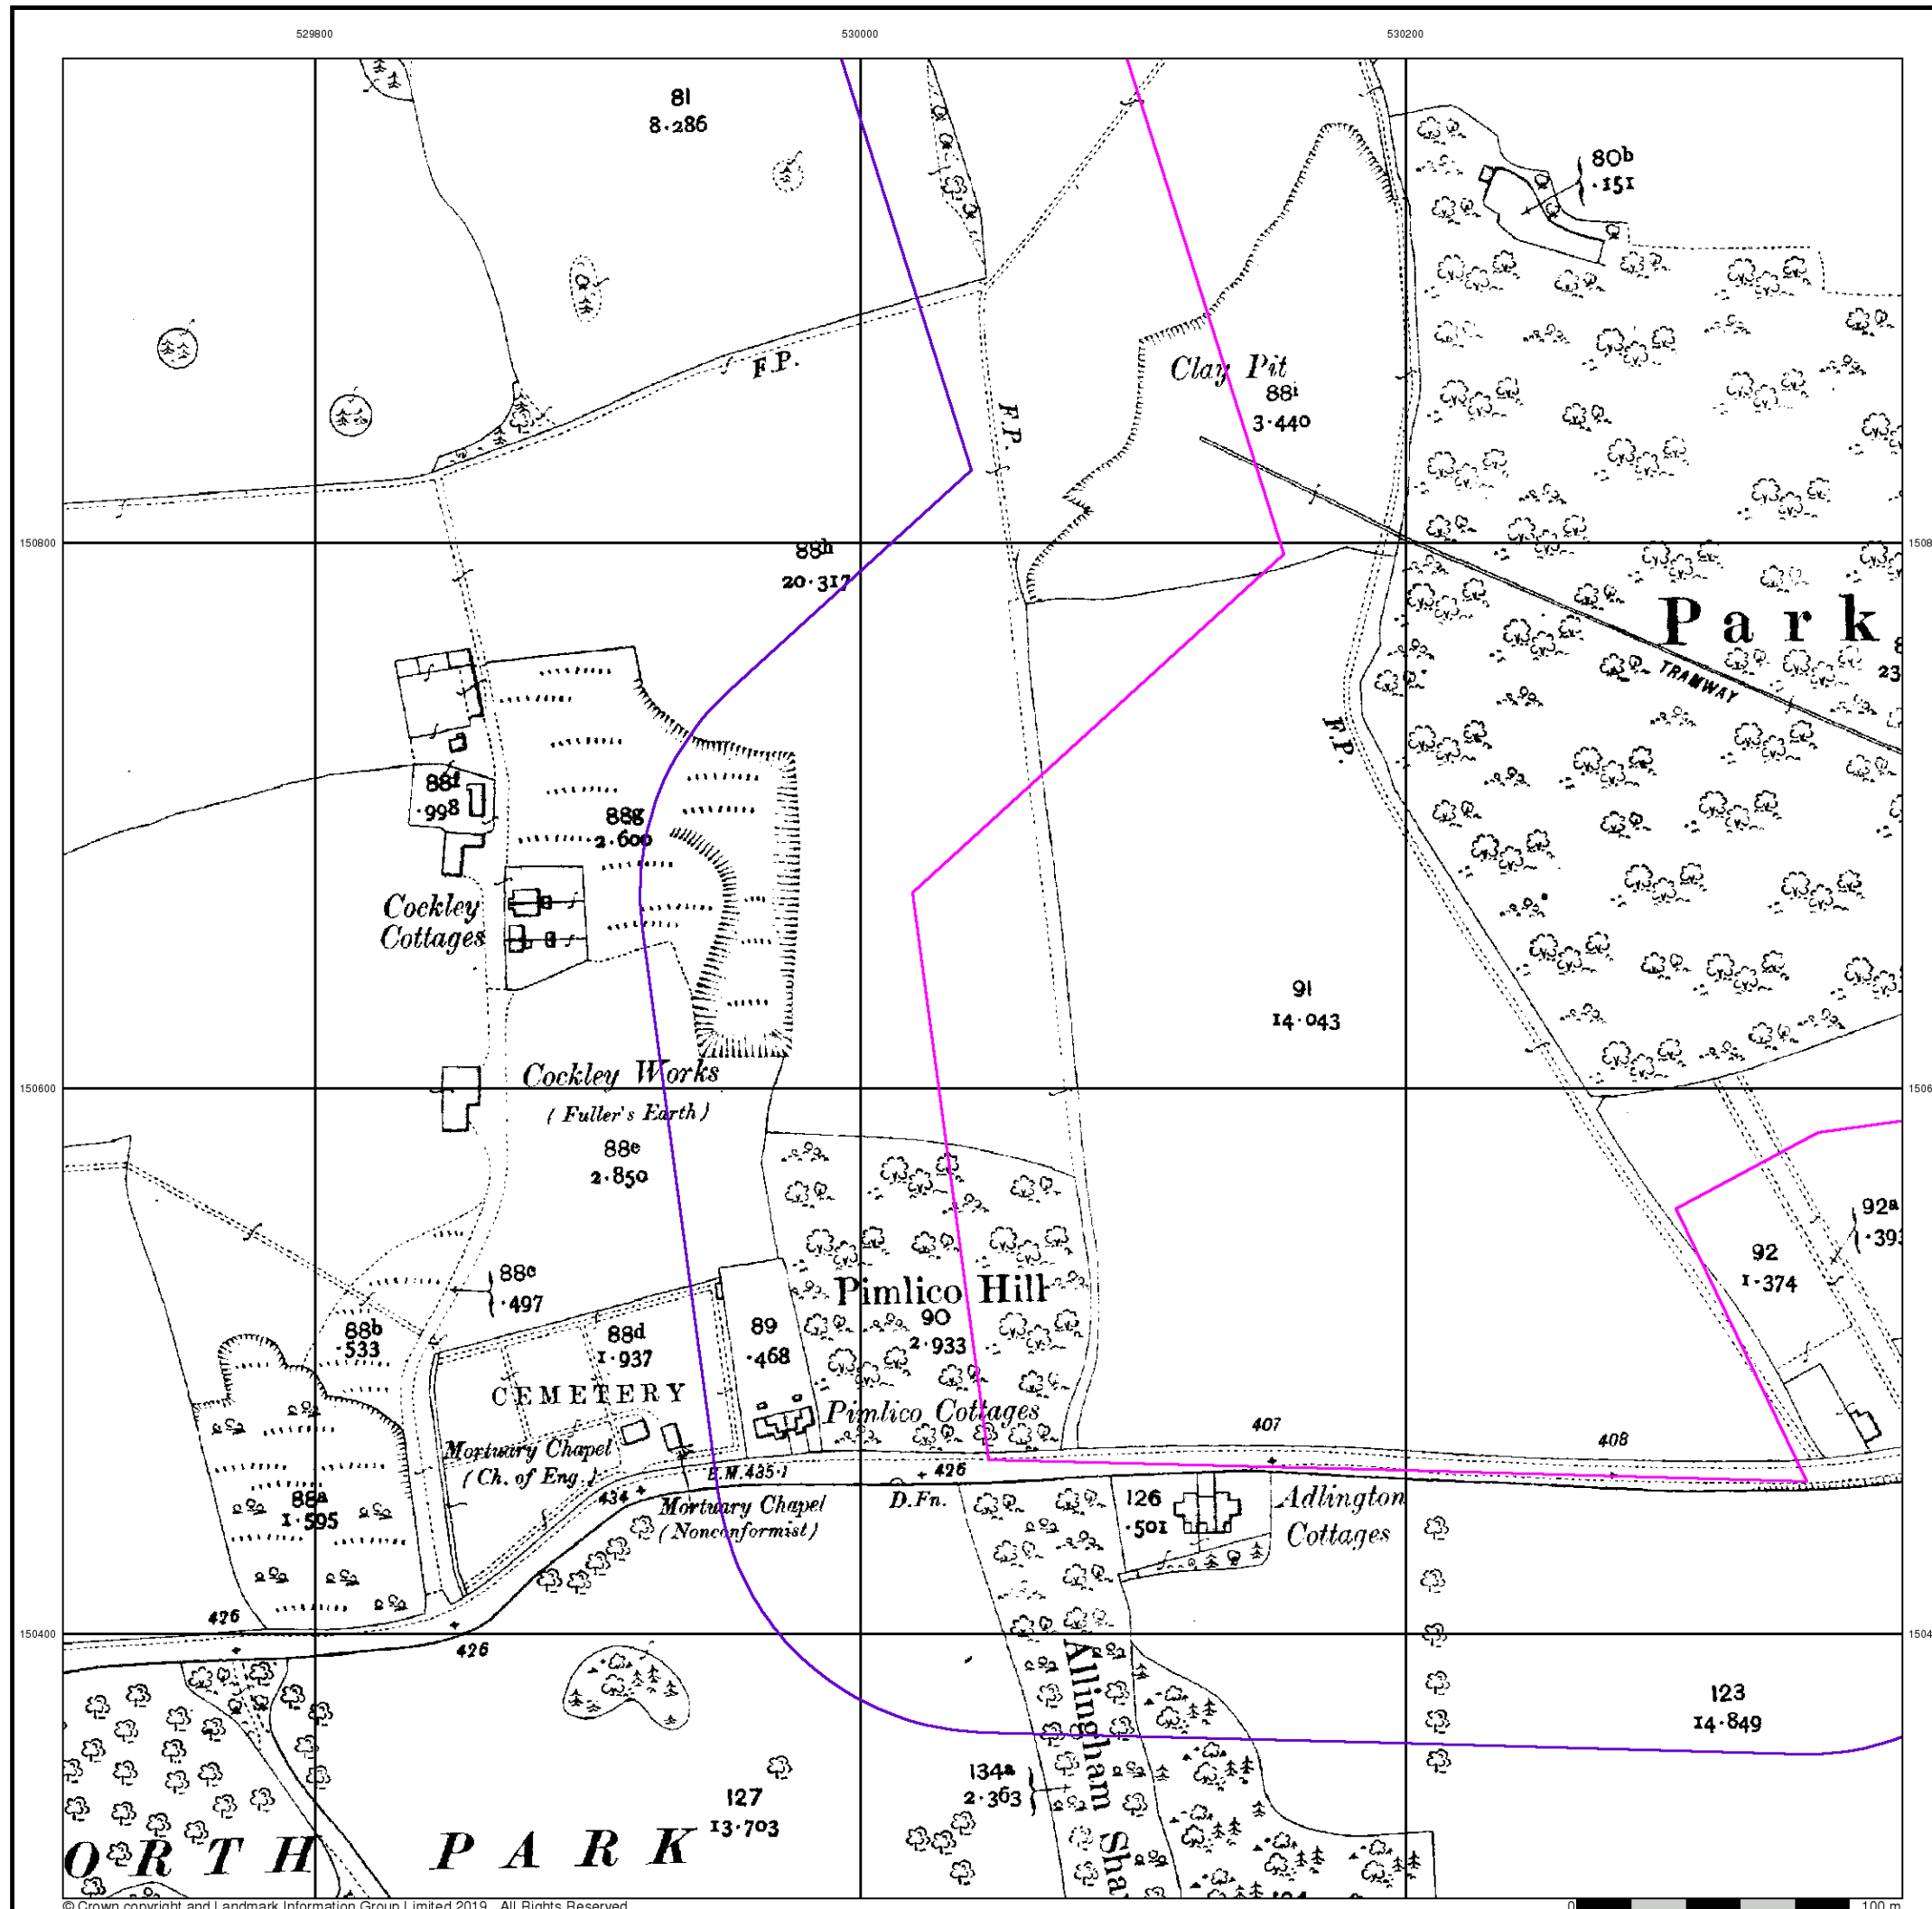 529800
530000
530200
81
8·286
80b
·151
F.P.
F.P.
Clay Pit
88i
3·440
150800
88h
20·317
Park
TRAMWAY
23
F.P.
88f
·998
88g
2·600
Cockley
Cottages
91
14·043
150600
Cockley Works
(Fuller's Earth)
88e
2·850
92a
92
1·374
88c
·497
88b
·533
88d
1·937
89
·468
Pimlico Hill
90
2·933
CEMETERY
Pimlico Cottages
407
408
Mortuary Chapel
(Ch. of Eng.)
B.M.435·1
426
D.Fn.
434
Mortuary Chapel
(Nonconformist)
126
·501
Adlington
Cottages
88a
1·595
426
426
150400
Allingham
123
14·849
134a
2·363
127
13·703
ORTH PARK
© Crown copyright and Landmark Information Group Limited 2019. All Rights Reserved.
0
100 m